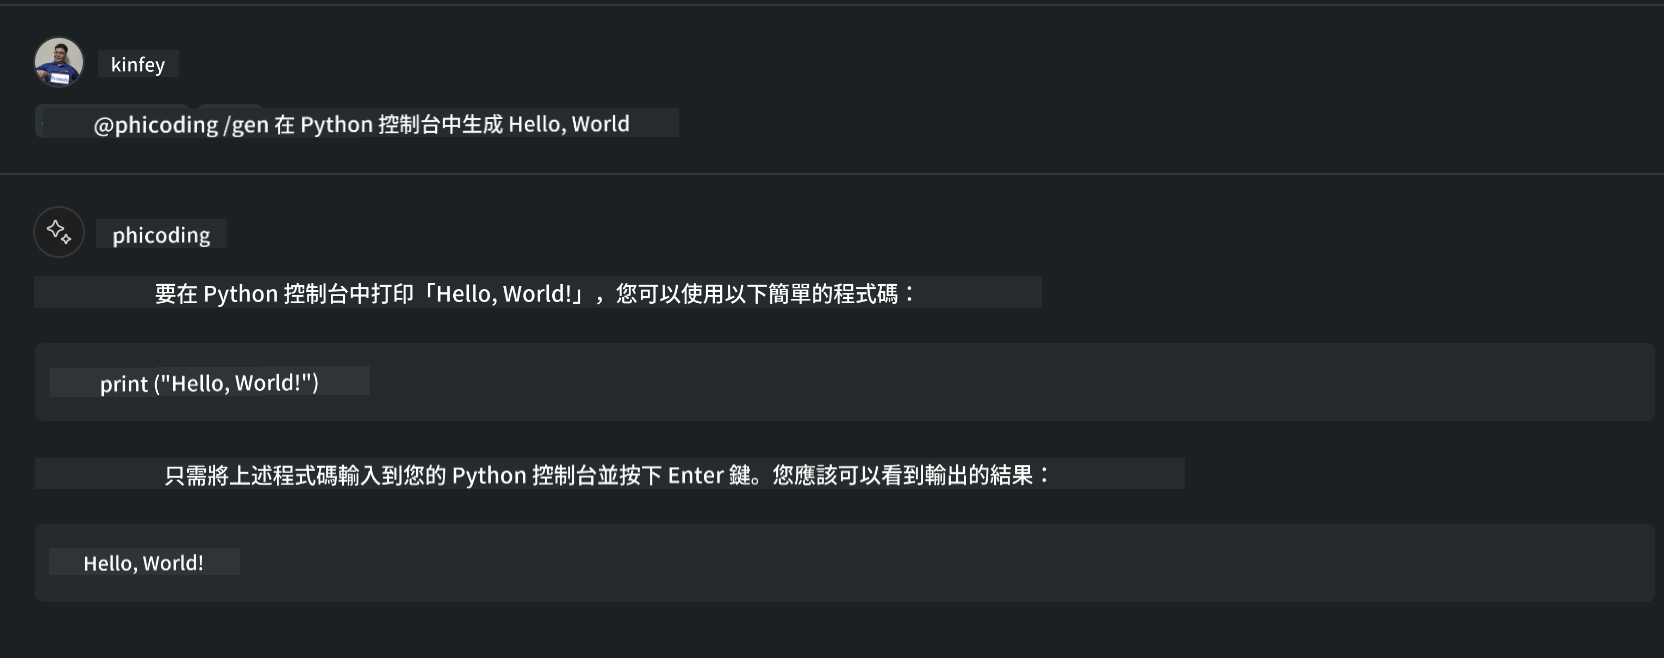 kinfey
@phicoding /gen 在 Python 控制台中生成 Hello, World
phicoding
要在 Python 控制台中打印「Hello, World!」，您可以使用以下簡單的程式碼：
print ("Hello, World!")
只需將上述程式碼輸入到您的 Python 控制台並按下 Enter 鍵。您應該可以看到輸出的結果：
Hello, World!